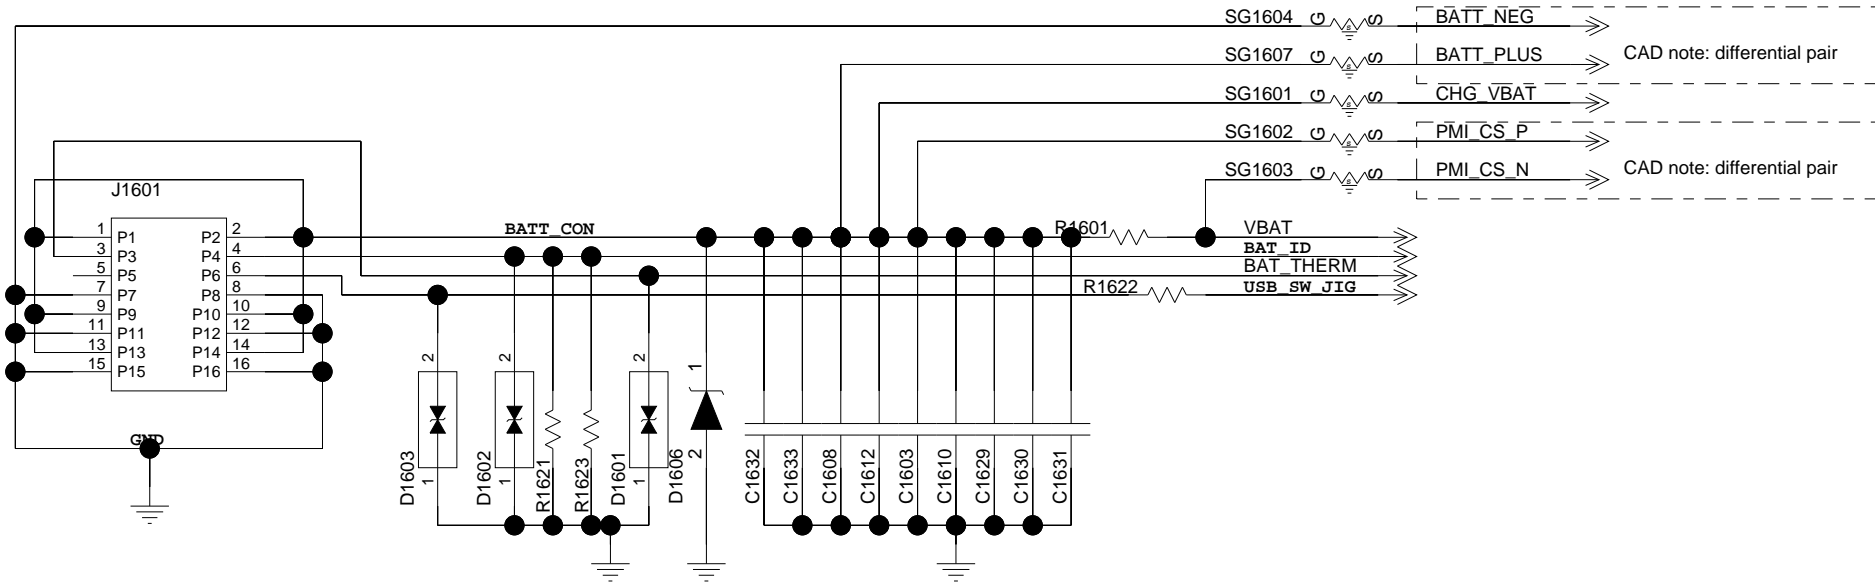 SG1604 G s S BATT_NEG
SG1607 G s S BATT_PLUS CAD note: differential pair
SG1601 G s S CHG_VBAT
SG1602 G s S PMI_CS_P
SG1603 G s S PMI_CS_N CAD note: differential pair
J1601
BATT_CON R1601 VBAT
BAT_ID
BAT_THERM
R1622 USB_SW_JIG
1 P1 P2 2
3 P3 P4 4
5 P5 P6 6
7 P7 P8 8
9 P9 P10 10
11 P11 P12 12
13 P13 P14 14
15 P15 P16 16
GND
2 2 2 1
1 1 1 2
D1603 D1602 R1621 R1623 D1601 D1606 C1632 C1633 C1608 C1612 C1603 C1610 C1629 C1630 C1631